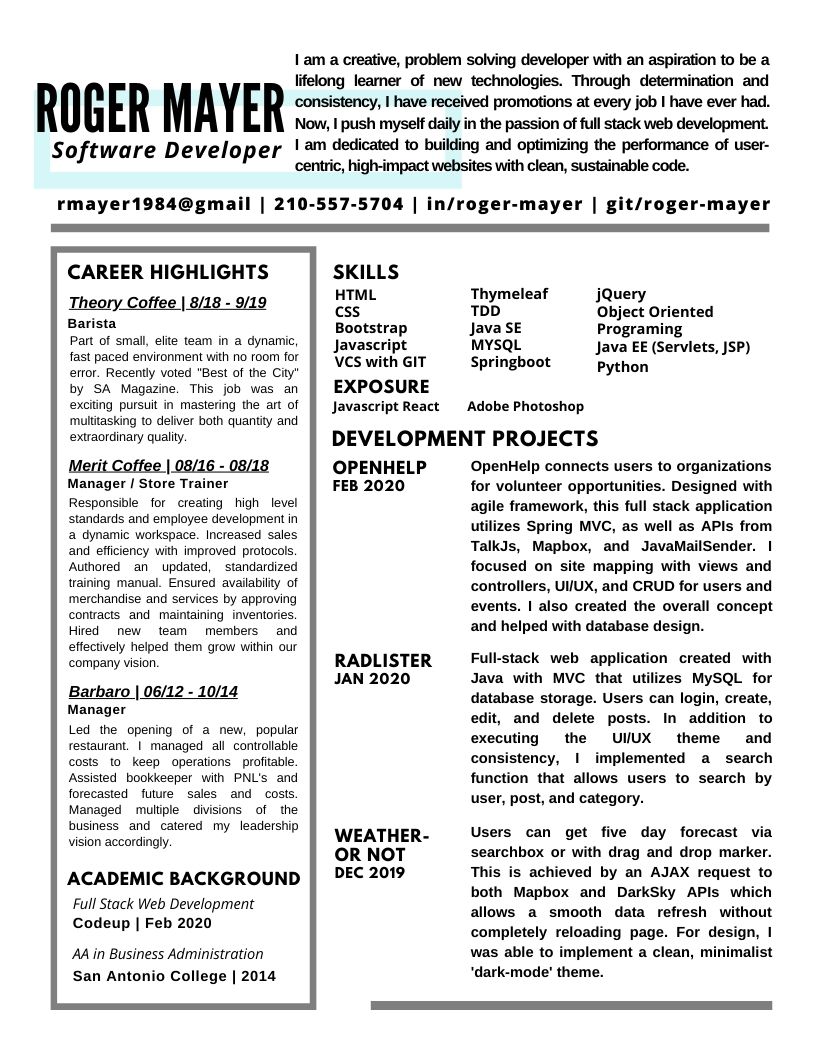 ROGER MAYER
Software Developer
I am a creative, problem solving developer with an aspiration to be a
lifelong learner of new technologies. Through determination and
consistency, I have received promotions at every job I have ever had.
Now, I push myself daily in the passion of full stack web development.
I am dedicated to building and optimizing the performance of user-
centric, high-impact websites with clean, sustainable code.
rmayer1984@gmail | 210-557-5704 | in/roger-mayer | git/roger-mayer
CAREER HIGHLIGHTS
Theory Coffee | 8/18 - 9/19
Barista
Part of small, elite team in a dynamic,
fast paced environment with no room for
error. Recently voted "Best of the City"
by SA Magazine. This job was an
exciting pursuit in mastering the art of
multitasking to deliver both quantity and
extraordinary quality.
Merit Coffee | 08/16 - 08/18
Manager / Store Trainer
Responsible for creating high level
standards and employee development in
a dynamic workspace. Increased sales
and efficiency with improved protocols.
Authored an updated, standardized
training manual. Ensured availability of
merchandise and services by approving
contracts and maintaining inventories.
Hired new team members and
effectively helped them grow within our
company vision.
Barbaro | 06/12 - 10/14
Manager
Led the opening of a new, popular
restaurant. I managed all controllable
costs to keep operations profitable.
Assisted bookkeeper with PNL's and
forecasted future sales and costs.
Managed multiple divisions of the
business and catered my leadership
vision accordingly.
ACADEMIC BACKGROUND
Full Stack Web Development
Codeup | Feb 2020
AA in Business Administration
San Antonio College | 2014
SKILLS
HTML
CSS
Bootstrap
Javascript
VCS with GIT
Thymeleaf
TDD
Java SE
MYSQL
Springboot
jQuery
Object Oriented
Programing
Java EE (Servlets, JSP)
Python
EXPOSURE
Javascript React
Adobe Photoshop
DEVELOPMENT PROJECTS
OPENHELP
FEB 2020
OpenHelp connects users to organizations
for volunteer opportunities. Designed with
agile framework, this full stack application
utilizes Spring MVC, as well as APIs from
TalkJs, Mapbox, and JavaMailSender. I
focused on site mapping with views and
controllers, UI/UX, and CRUD for users and
events. I also created the overall concept
and helped with database design.
RADLISTER
JAN 2020
Full-stack web application created with
Java with MVC that utilizes MySQL for
database storage. Users can login, create,
edit, and delete posts. In addition to
executing the UI/UX theme and
consistency, I implemented a search
function that allows users to search by
user, post, and category.
WEATHER-
OR NOT
DEC 2019
Users can get five day forecast via
searchbox or with drag and drop marker.
This is achieved by an AJAX request to
both Mapbox and DarkSky APIs which
allows a smooth data refresh without
completely reloading page. For design, I
was able to implement a clean, minimalist
'dark-mode' theme.